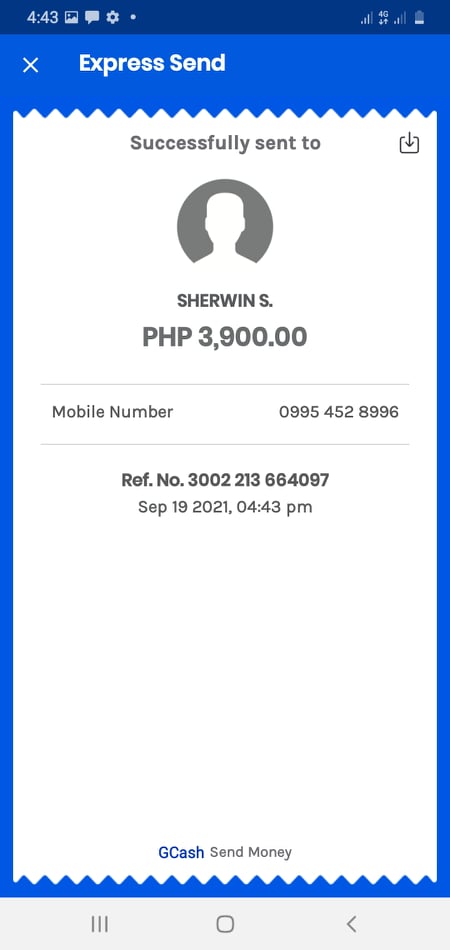 4:43
4G
Express Send
Successfully sent to
SHERWIN S.
PHP 3,900.00
Mobile Number 0995 452 8996
Ref. No. 3002 213 664097
Sep 19 2021, 04:43 pm
GCash Send Money